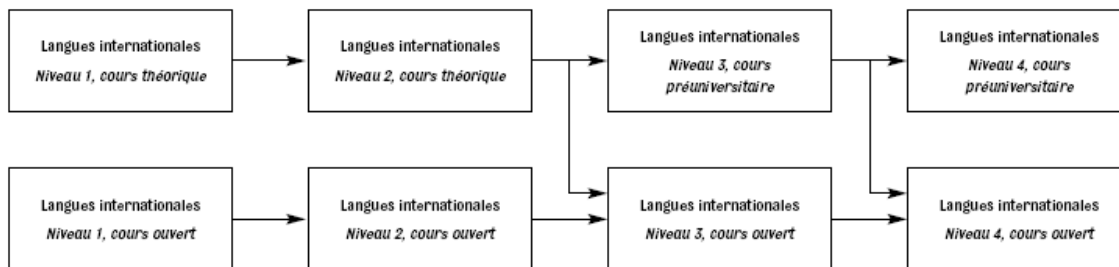 Langues internationales
Niveau 1, cours théorique
Langues internationales
Niveau 2, cours théorique
Langues internationales
Niveau 3, cours
préuniversitaire
Langues internationales
Niveau 4, cours
préuniversitaire
Langues internationales
Niveau 1, cours ouvert
Langues internationales
Niveau 2, cours ouvert
Langues internationales
Niveau 3, cours ouvert
Langues internationales
Niveau 4, cours ouvert